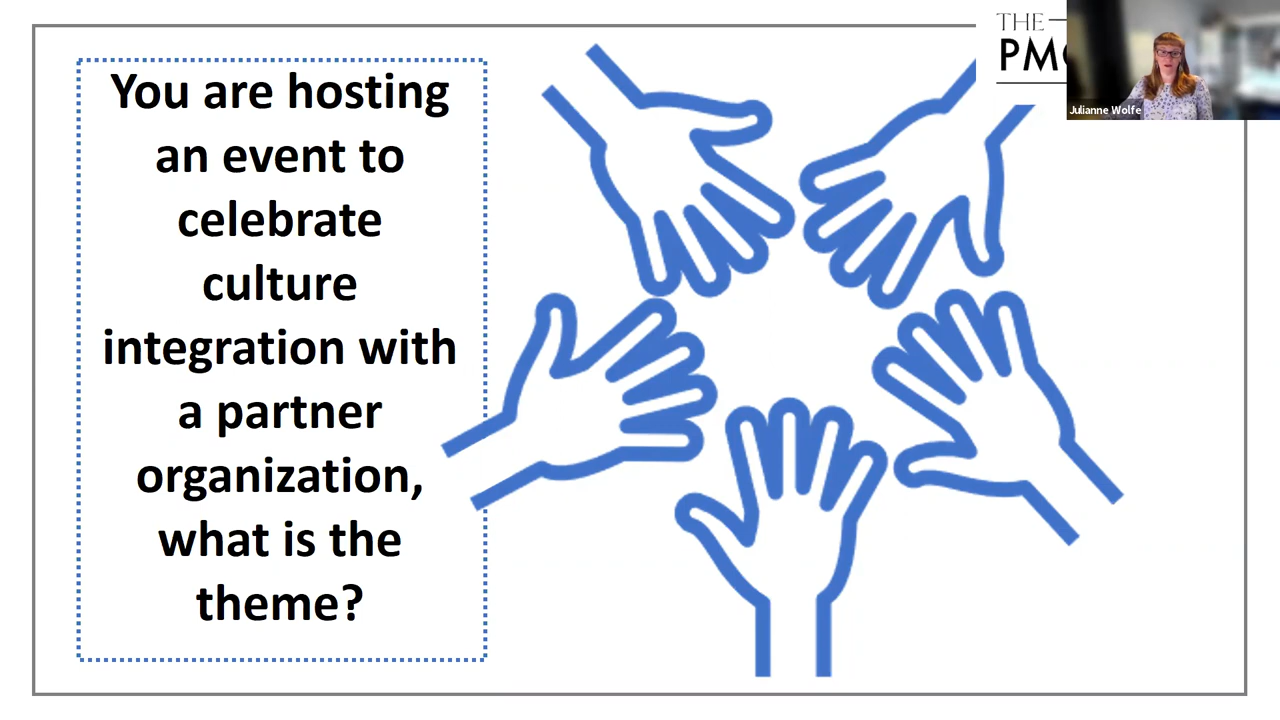 You are hosting
an event to
celebrate
culture
integration with
a partner
organization,
what is the
theme?
THE
Julianne Wolfe